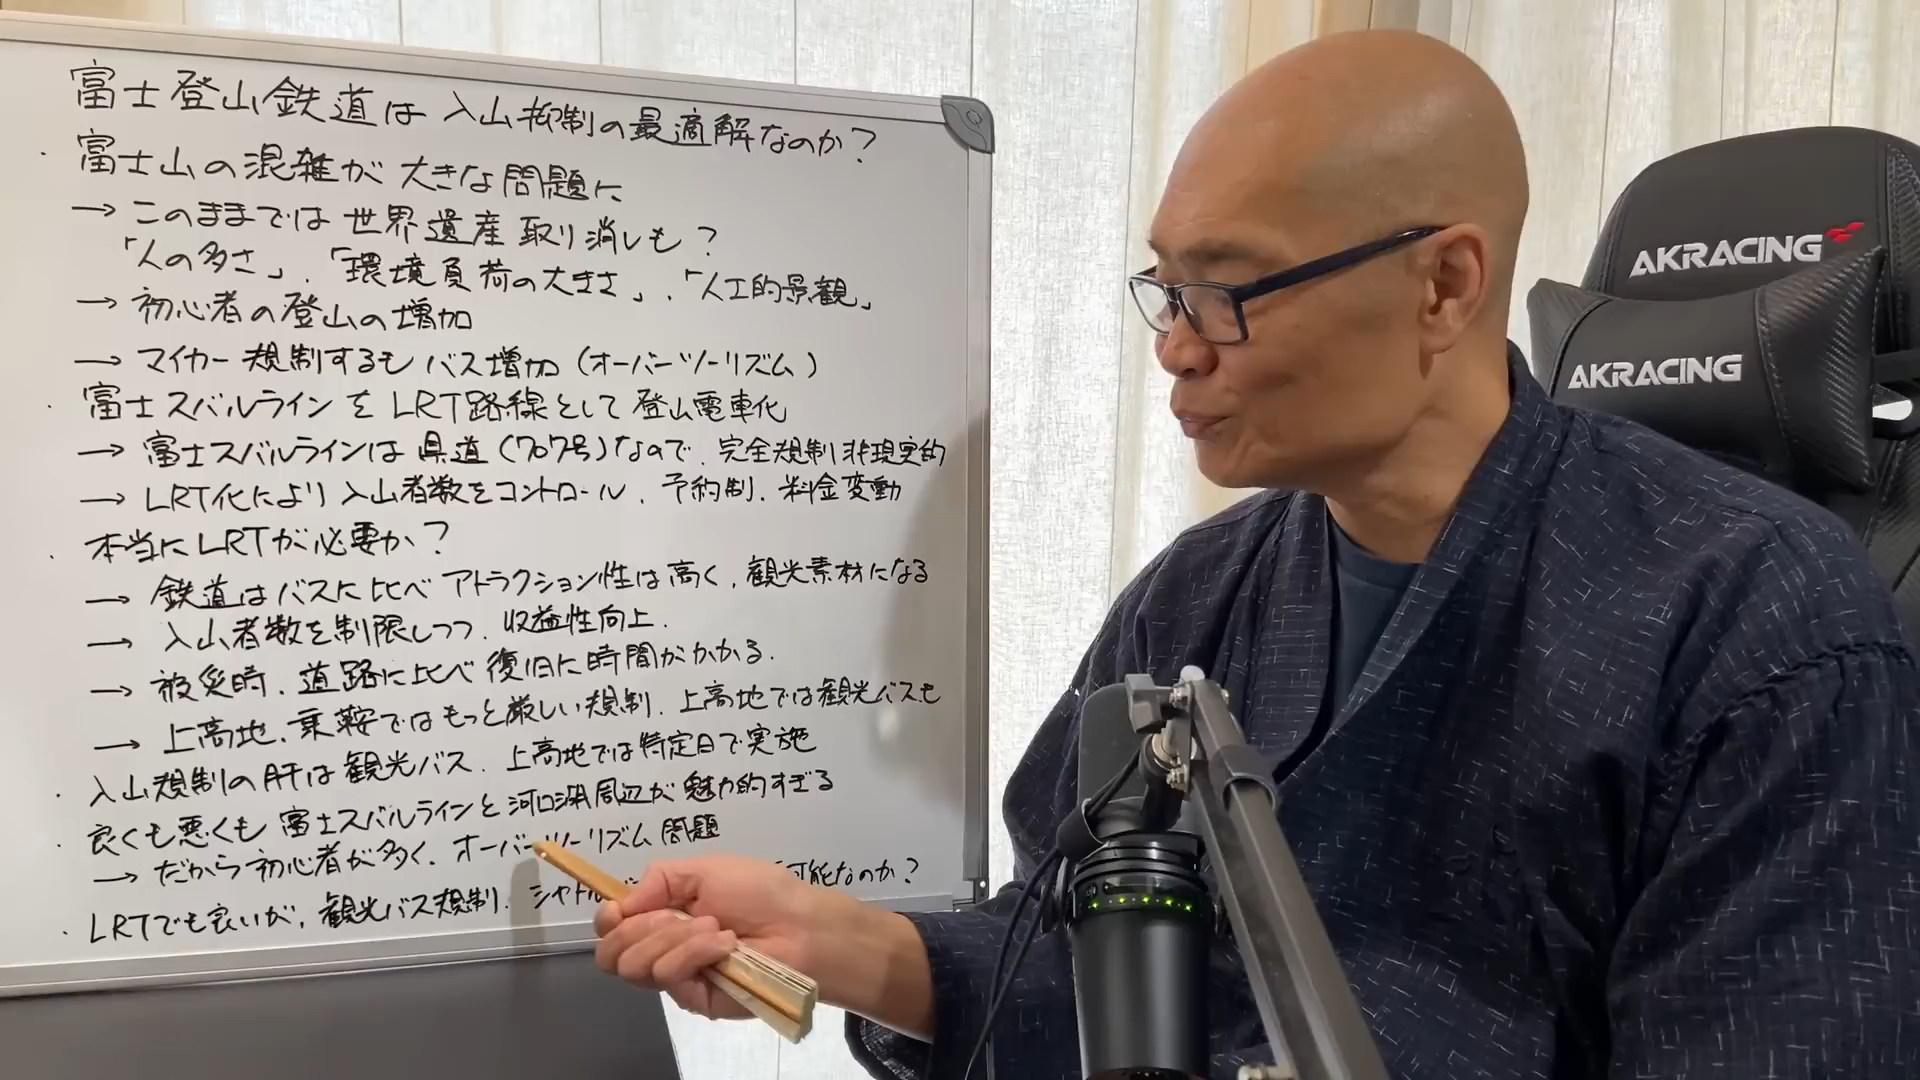 富士登山鉄道は入山抑制の最適解なのか?
・富士山の混雑が大きな問題に
→このままでは世界遺産取り消しも?
「人の多さ」、「環境負荷の大きさ」、「人工的景観」
→初心者の登山の増加
→マイカー規制するもバス増加(オーバーツーリズム)
・富士スバルラインをLRT路線として登山電車化
→富士スバルラインは県道(707号)なので、完全規制非現実的
→LRT化により入山者数をコントロール、予約制、料金変動
・本当にLRTが必要か?
→鉄道はバスに比べアトラクション性は高く、観光素材になる
→入山者数を制限しつつ、収益性向上.
→被災時、道路に比べ復旧に時間がかかる.
→上高地、乗鞍ではもっと厳しい規制、上高地では観光バスも
・入山規制の肝は観光バス、上高地では特定日で実施
・良くも悪くも富士スバルラインと河口湖周辺が魅力的すぎる
→だから初心者が多く、オーバーツーリズム問題
・LRTでも良いが、観光バス規制、シャトル 可能なのか?
AKRACING
AKRACING